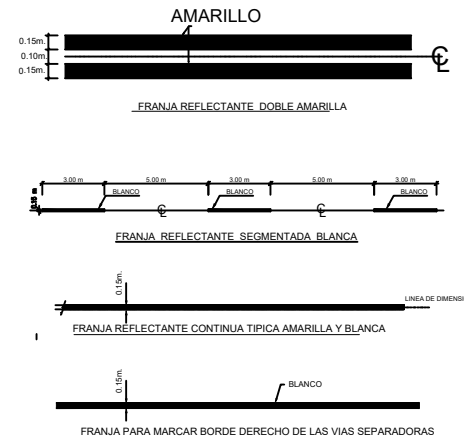 AMARILLO
0.15m.
0.10m.
0.15m.
℄
FRANJA REFLECTANTE DOBLE AMARILLA
3.00 m 5.00 m 3.00 m 5.00 m 3.00 m
BLANCO BLANCO BLANCO
0.15 m
℄ ℄
FRANJA REFLECTANTE SEGMENTADA BLANCA
0.15m.
LINEA DE DIMENSI
FRANJA REFLECTANTE CONTINUA TIPICA AMARILLA Y BLANCA
0.15m.
BLANCO
FRANJA PARA MARCAR BORDE DERECHO DE LAS VIAS SEPARADORAS